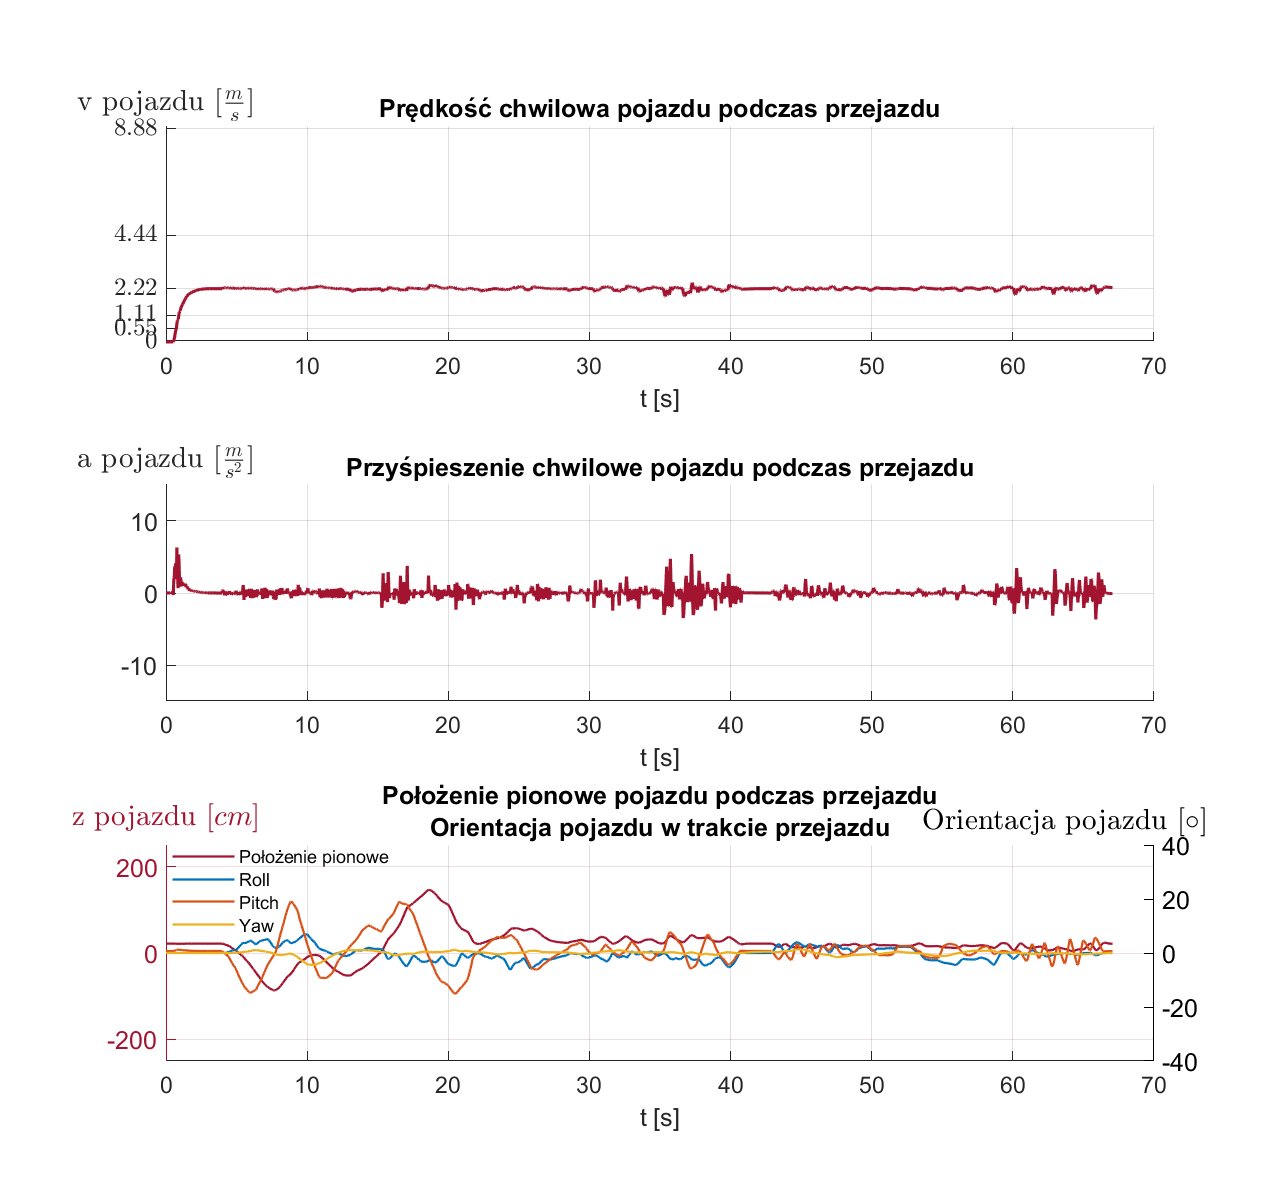 v pojazdu [m/s]
Prędkość chwilowa pojazdu podczas przejazdu
8.88
4.44
2.22
1.11
0.55
0
0 10 20 30 40 50 60 70
t [s]
a pojazdu [m/s²]
Przyśpieszenie chwilowe pojazdu podczas przejazdu
10
0
-10
0 10 20 30 40 50 60 70
t [s]
Położenie pionowe pojazdu podczas przejazdu
z pojazdu [cm]
Orientacja pojazdu w trakcie przejazdu
Orientacja pojazdu [∘]
200
0
-200
Położenie pionowe
Roll
Pitch
Yaw
40
20
0
-20
-40
0 10 20 30 40 50 60 70
t [s]